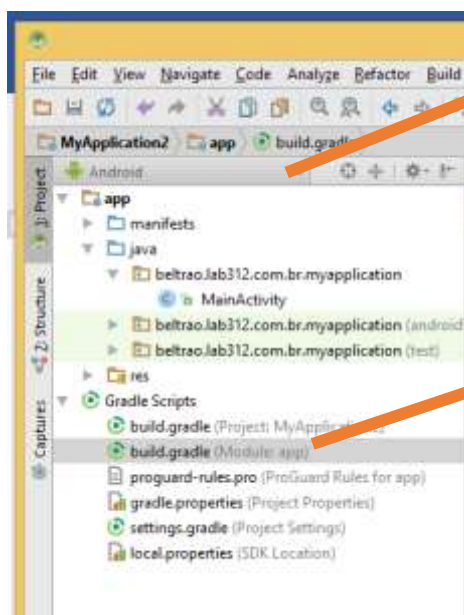 File Edit View Navigate Code Analyze Refactor Build
MyApplication2 app build.gradle
Android
1: Project
app
manifests
java
beltrao.lab312.com.br.myapplication
MainActivity
beltrao.lab312.com.br.myapplication (android
beltrao.lab312.com.br.myapplication (test)
res
Gradle Scripts
build.gradle (Project: MyApplication
build.gradle (Module: app)
proguard-rules.pro (ProGuard Rules for app)
gradle.properties (Project Properties)
settings.gradle (Project Settings)
local.properties (SDK Location)
2: Structure
Captures